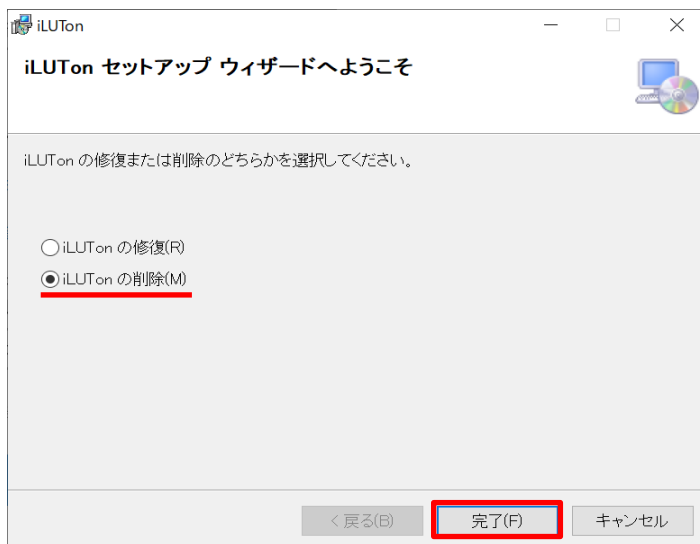 iLUTon
iLUTon セットアップ ウィザードへようこそ
iLUTon の修復または削除のどちらかを選択してください。
iLUTon の修復(R)
iLUTon の削除(M)
< 戻る(B)
完了(F)
キャンセル